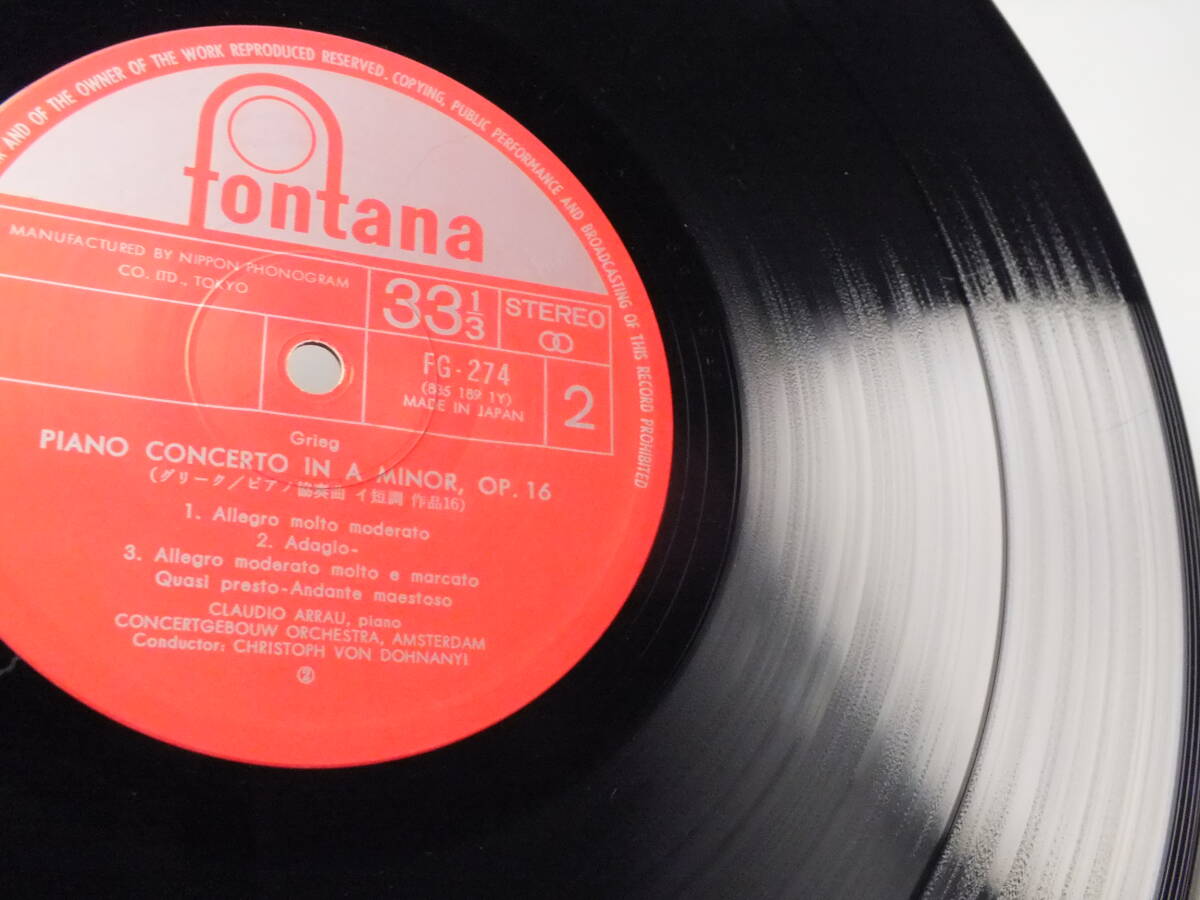 AND OF THE OWNER OF THE WORK REPRODUCED RESERVED. COPYING, PUBLIC PERFORMANCE AND BROADCASTING OF THIS RECORD PROHIBITED
fontana
MANUFACTURED BY NIPPON PHONOGRAM
CO. LTD., TOKYO
33 1/3
STEREO
FG-274
(835 189 1Y)
MADE IN JAPAN
2
Grieg
PIANO CONCERTO IN A MINOR, OP. 16
(グリーク/ピアノ協奏曲 イ短調 作品16)
1. Allegro molto moderato
2. Adagio-
3. Allegro moderato molto e marcato
Quasi presto-Andante maestoso
CLAUDIO ARRAU, piano
CONCERTGEBOUW ORCHESTRA, AMSTERDAM
Conductor: CHRISTOPH VON DOHNANYI
②